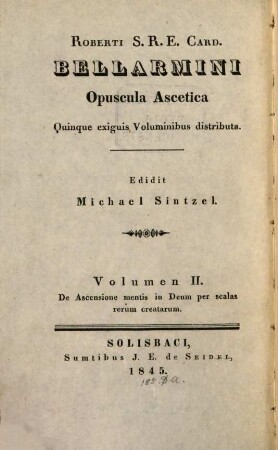 Roberti S. R. E. Card.
BELLARMINI
Opuscula Ascetica
Quinque exiguis Voluminibus distributa.
Edidit
Michael Sintzel.
Volumen II.
De Ascensione mentis in Deum per scalas
rerum creatarum.
SOLISBACI,
Sumtibus J. E. de Seidel,
1845.